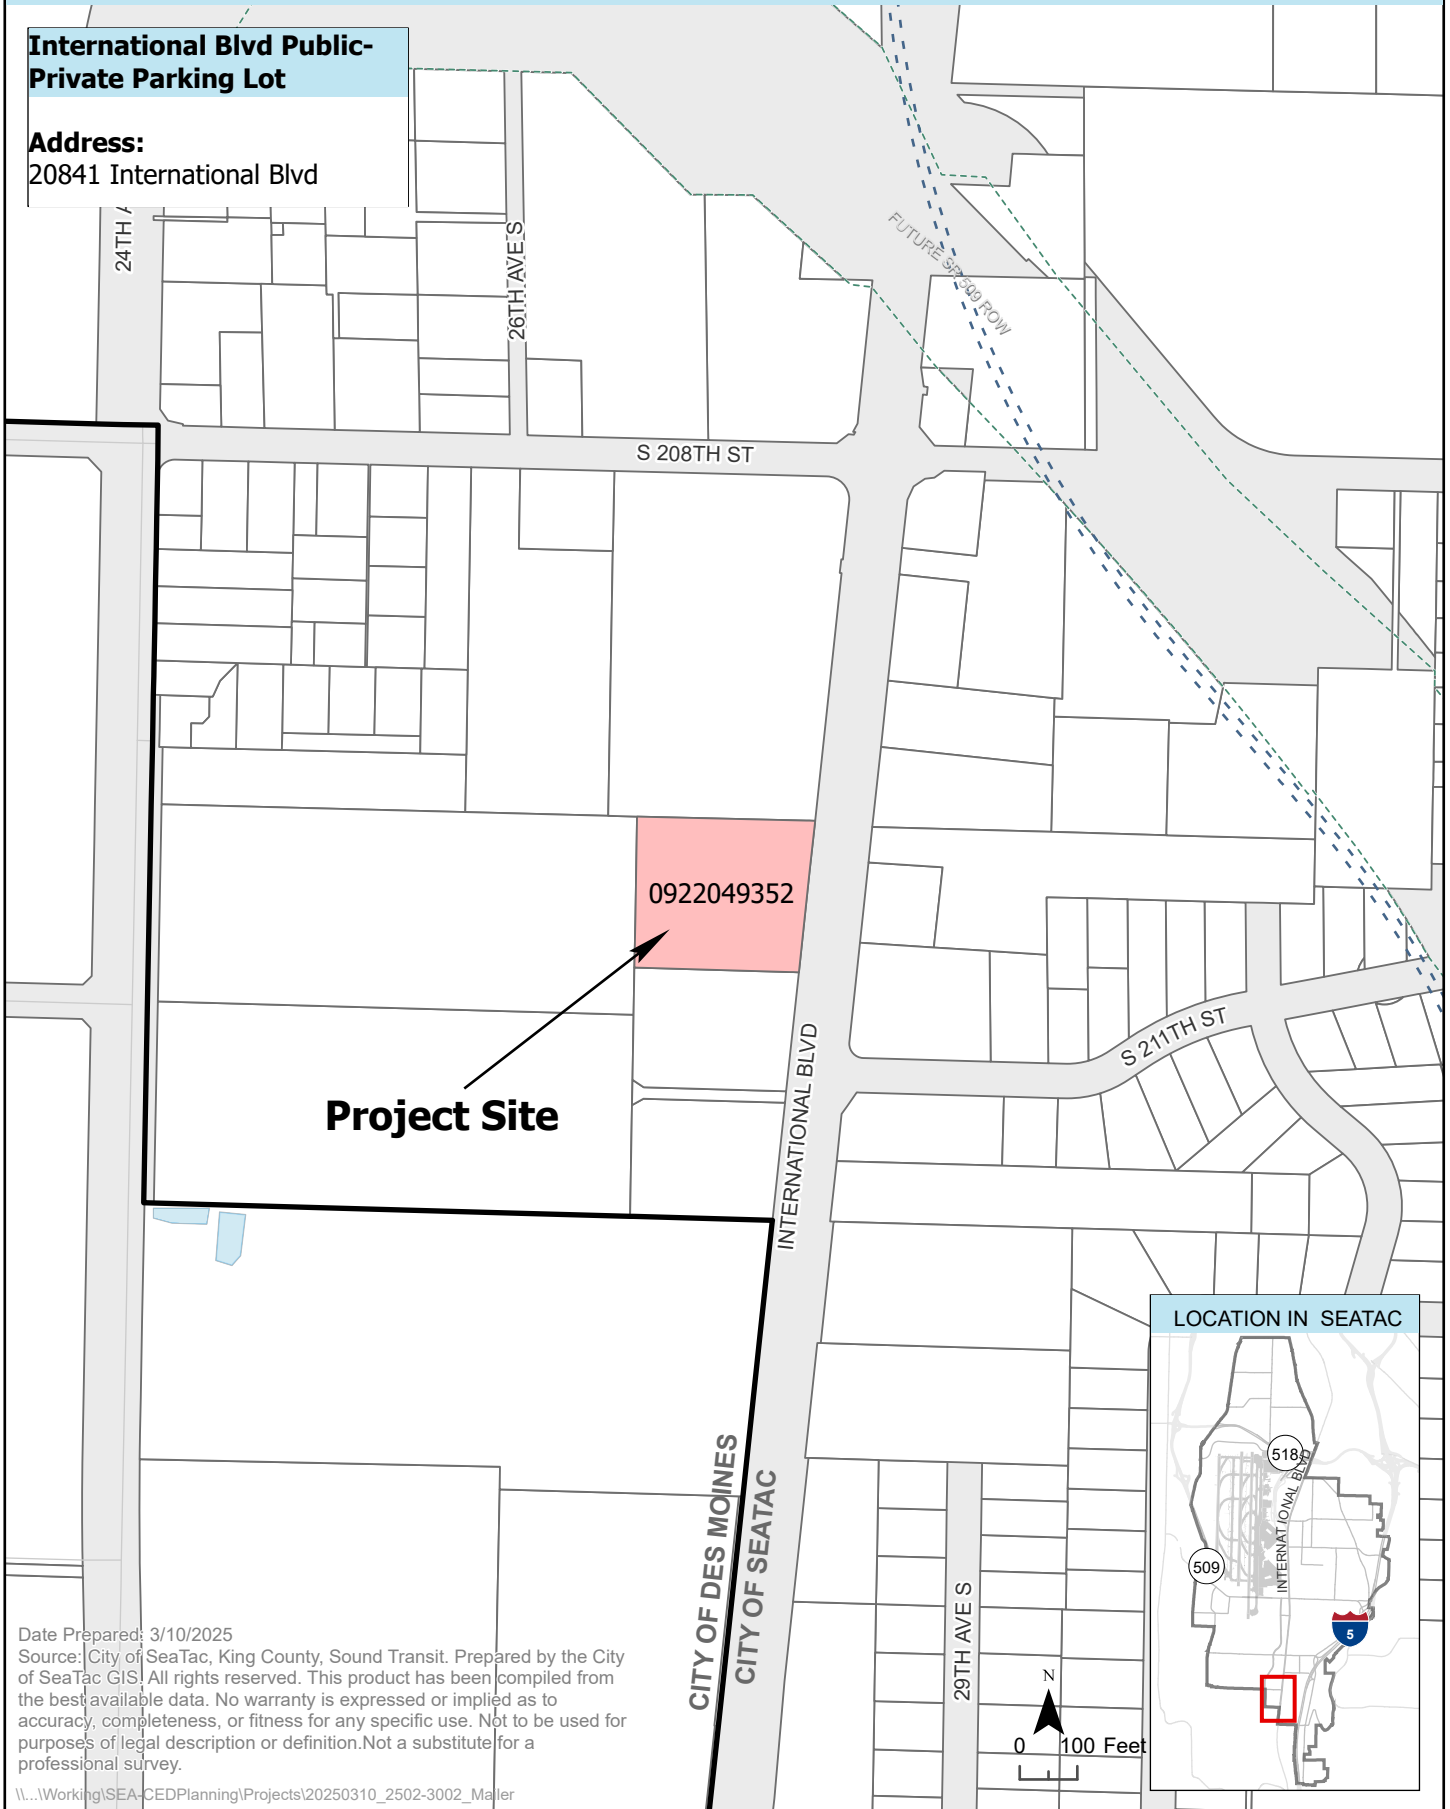 International Blvd Public-
Private Parking Lot
Address:
20841 International Blvd
24TH A
26TH AVE S
FUTURE SR 509 ROW
S 208TH ST
0922049352
Project Site
INTERNATIONAL BLVD
S 211TH ST
CITY OF DES MOINES
CITY OF SEATAC
29TH AVE S
N
0 100 Feet
LOCATION IN SEATAC
518
INTERNATIONAL BLVD
509
5
Date Prepared: 3/10/2025
Source: City of SeaTac, King County, Sound Transit. Prepared by the City
of SeaTac GIS. All rights reserved. This product has been compiled from
the best available data. No warranty is expressed or implied as to
accuracy, completeness, or fitness for any specific use. Not to be used for
purposes of legal description or definition.Not a substitute for a
professional survey.
\\...\Working\SEA-CEDPlanning\Projects\20250310_2502-3002_Mailer